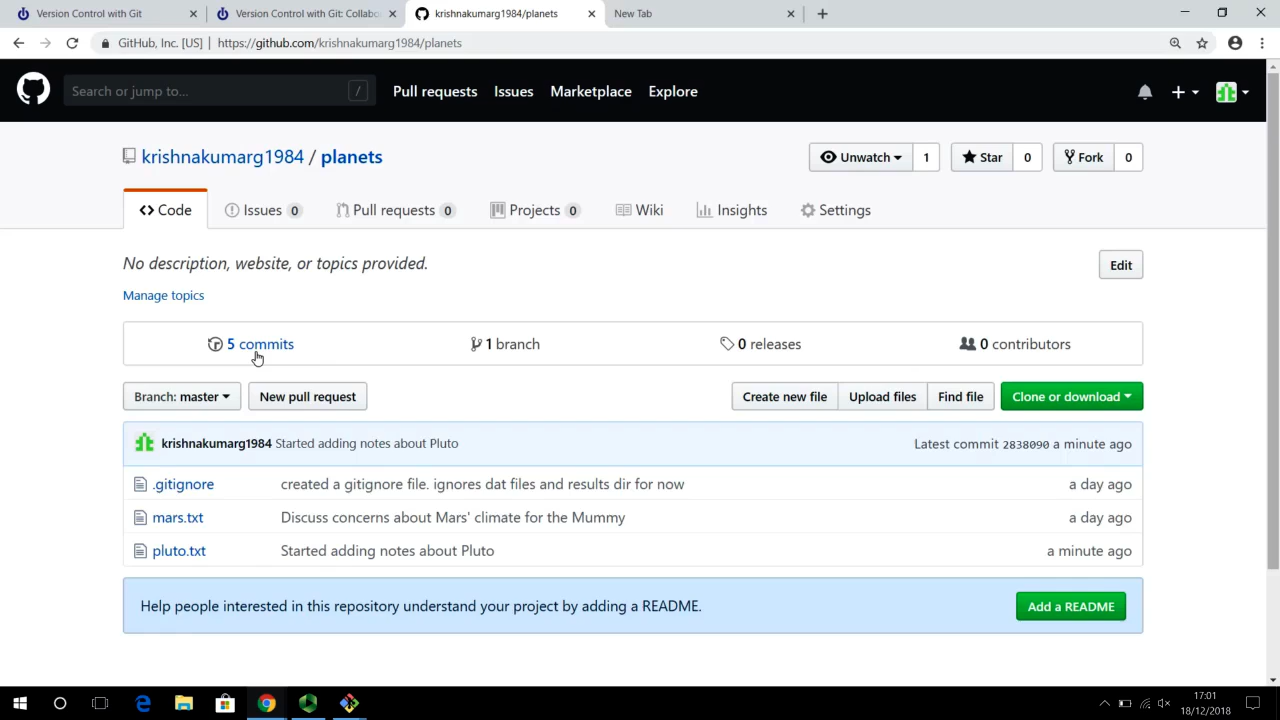 Version Control with Git
Version Control with Git: Collabo
krishnakumarg1984/planets
New Tab
GitHub, Inc. [US] | https://github.com/krishnakumarg1984/planets
Search or jump to... /
Pull requests Issues Marketplace Explore
krishnakumarg1984 / planets
Unwatch 1 Star 0 Fork 0
Code Issues 0 Pull requests 0 Projects 0 Wiki Insights Settings
No description, website, or topics provided.
Edit
Manage topics
5 commits 1 branch 0 releases 0 contributors
Branch: master New pull request Create new file Upload files Find file Clone or download
krishnakumarg1984 Started adding notes about Pluto Latest commit 2838090 a minute ago
.gitignore created a gitignore file. ignores dat files and results dir for now a day ago
mars.txt Discuss concerns about Mars' climate for the Mummy a day ago
pluto.txt Started adding notes about Pluto a minute ago
Help people interested in this repository understand your project by adding a README. Add a README
17:01
18/12/2018